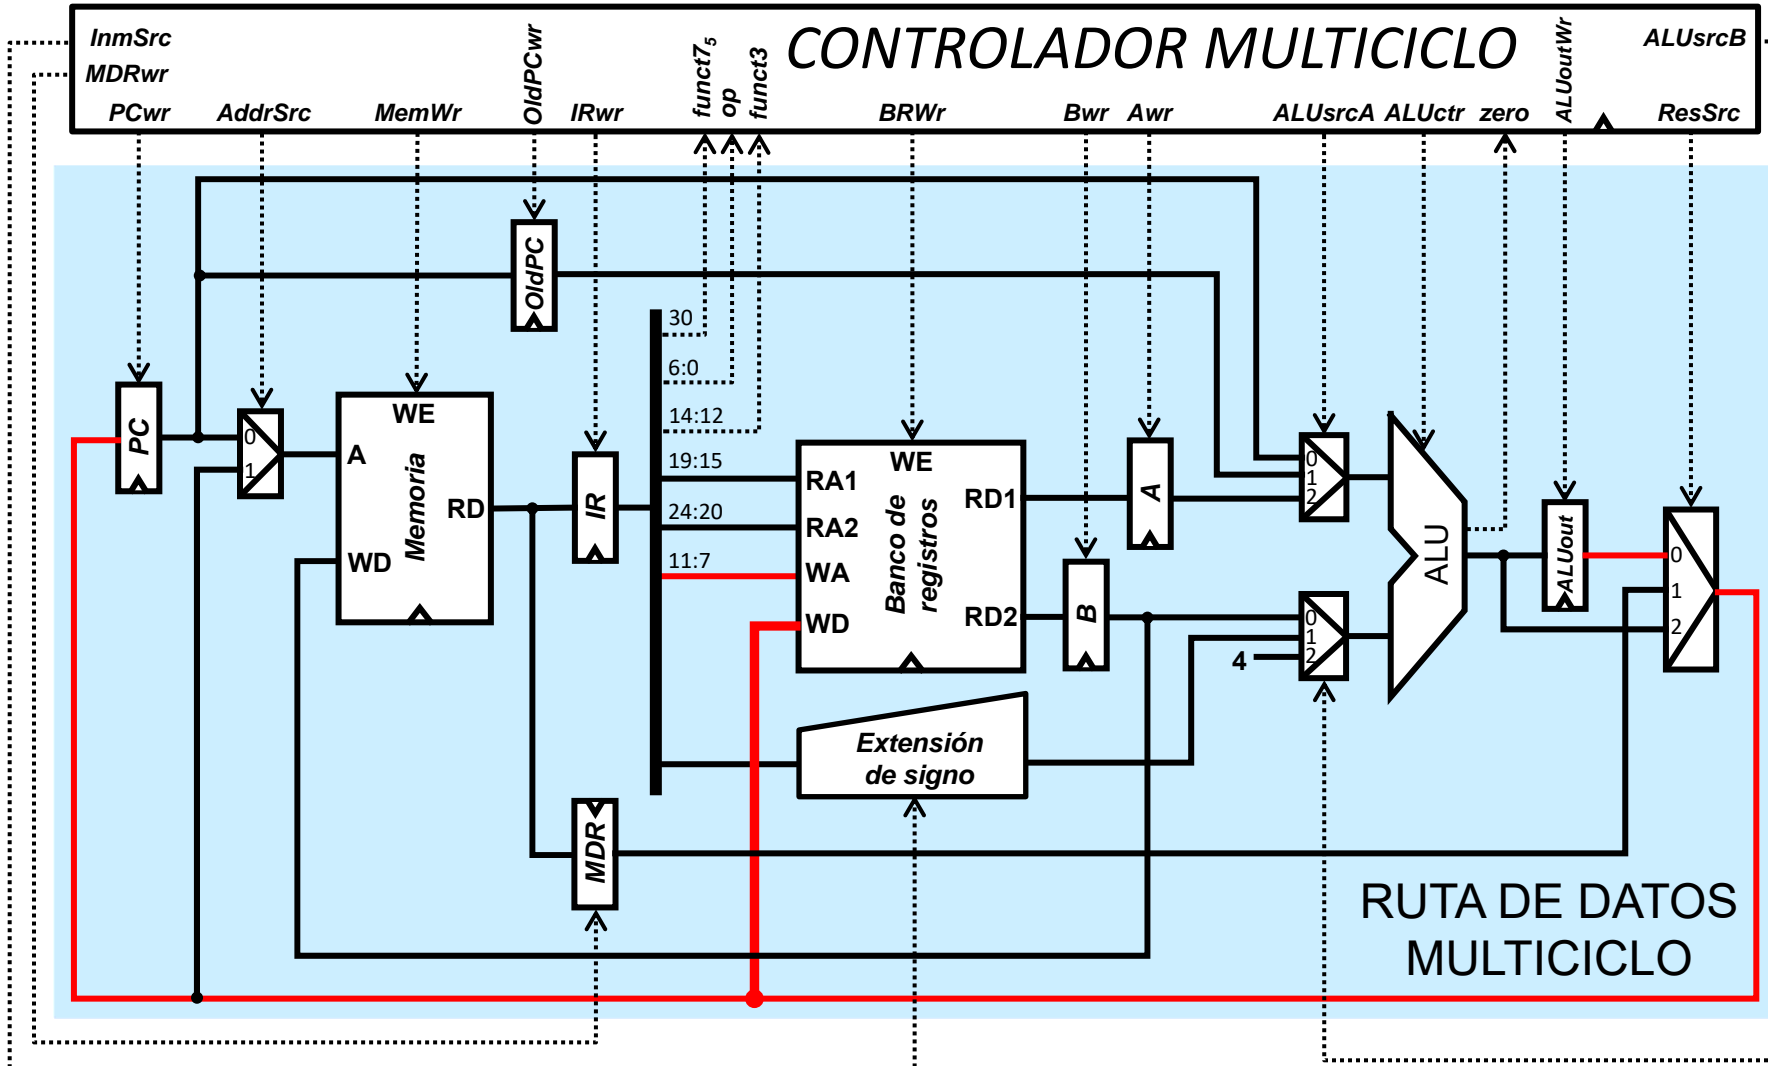 InmSrc
MDRwr
PCwr
AddrSrc
MemWr
OldPCwr
IRwr
funct7₅
op
funct3
CONTROLADOR MULTICICLO
BRWr
Bwr
Awr
ALUsrcA
ALUctr
zero
ALUoutWr
ALUsrcB
ResSrc
OldPC
30
6:0
14:12
19:15
24:20
11:7
PC
0
1
WE
A
Memoria
RD
WD
IR
WE
RA1
RA2
WA
WD
Banco de
registros
RD1
RD2
A
B
0
1
2
0
1
2
4
ALU
ALUout
0
1
2
Extensión
de signo
MDR
RUTA DE DATOS
MULTICICLO